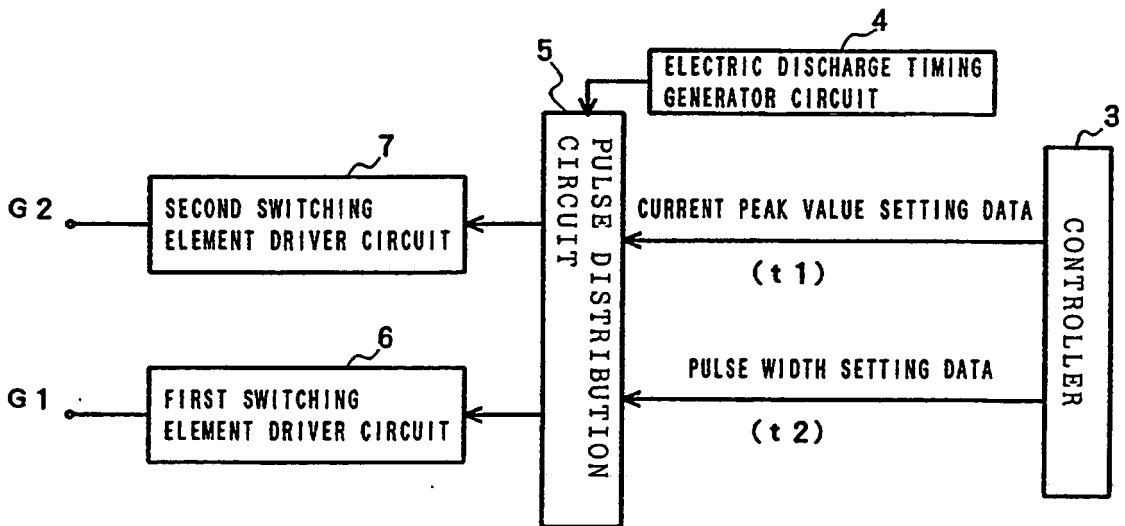 4
ELECTRIC DISCHARGE TIMING
GENERATOR CIRCUIT
5
3
7
PULSE DISTRIBUTION
CIRCUIT
CONTROLLER
G2
SECOND SWITCHING
ELEMENT DRIVER CIRCUIT
CURRENT PEAK VALUE SETTING DATA
(t1)
6
PULSE WIDTH SETTING DATA
(t2)
G1
FIRST SWITCHING
ELEMENT DRIVER CIRCUIT